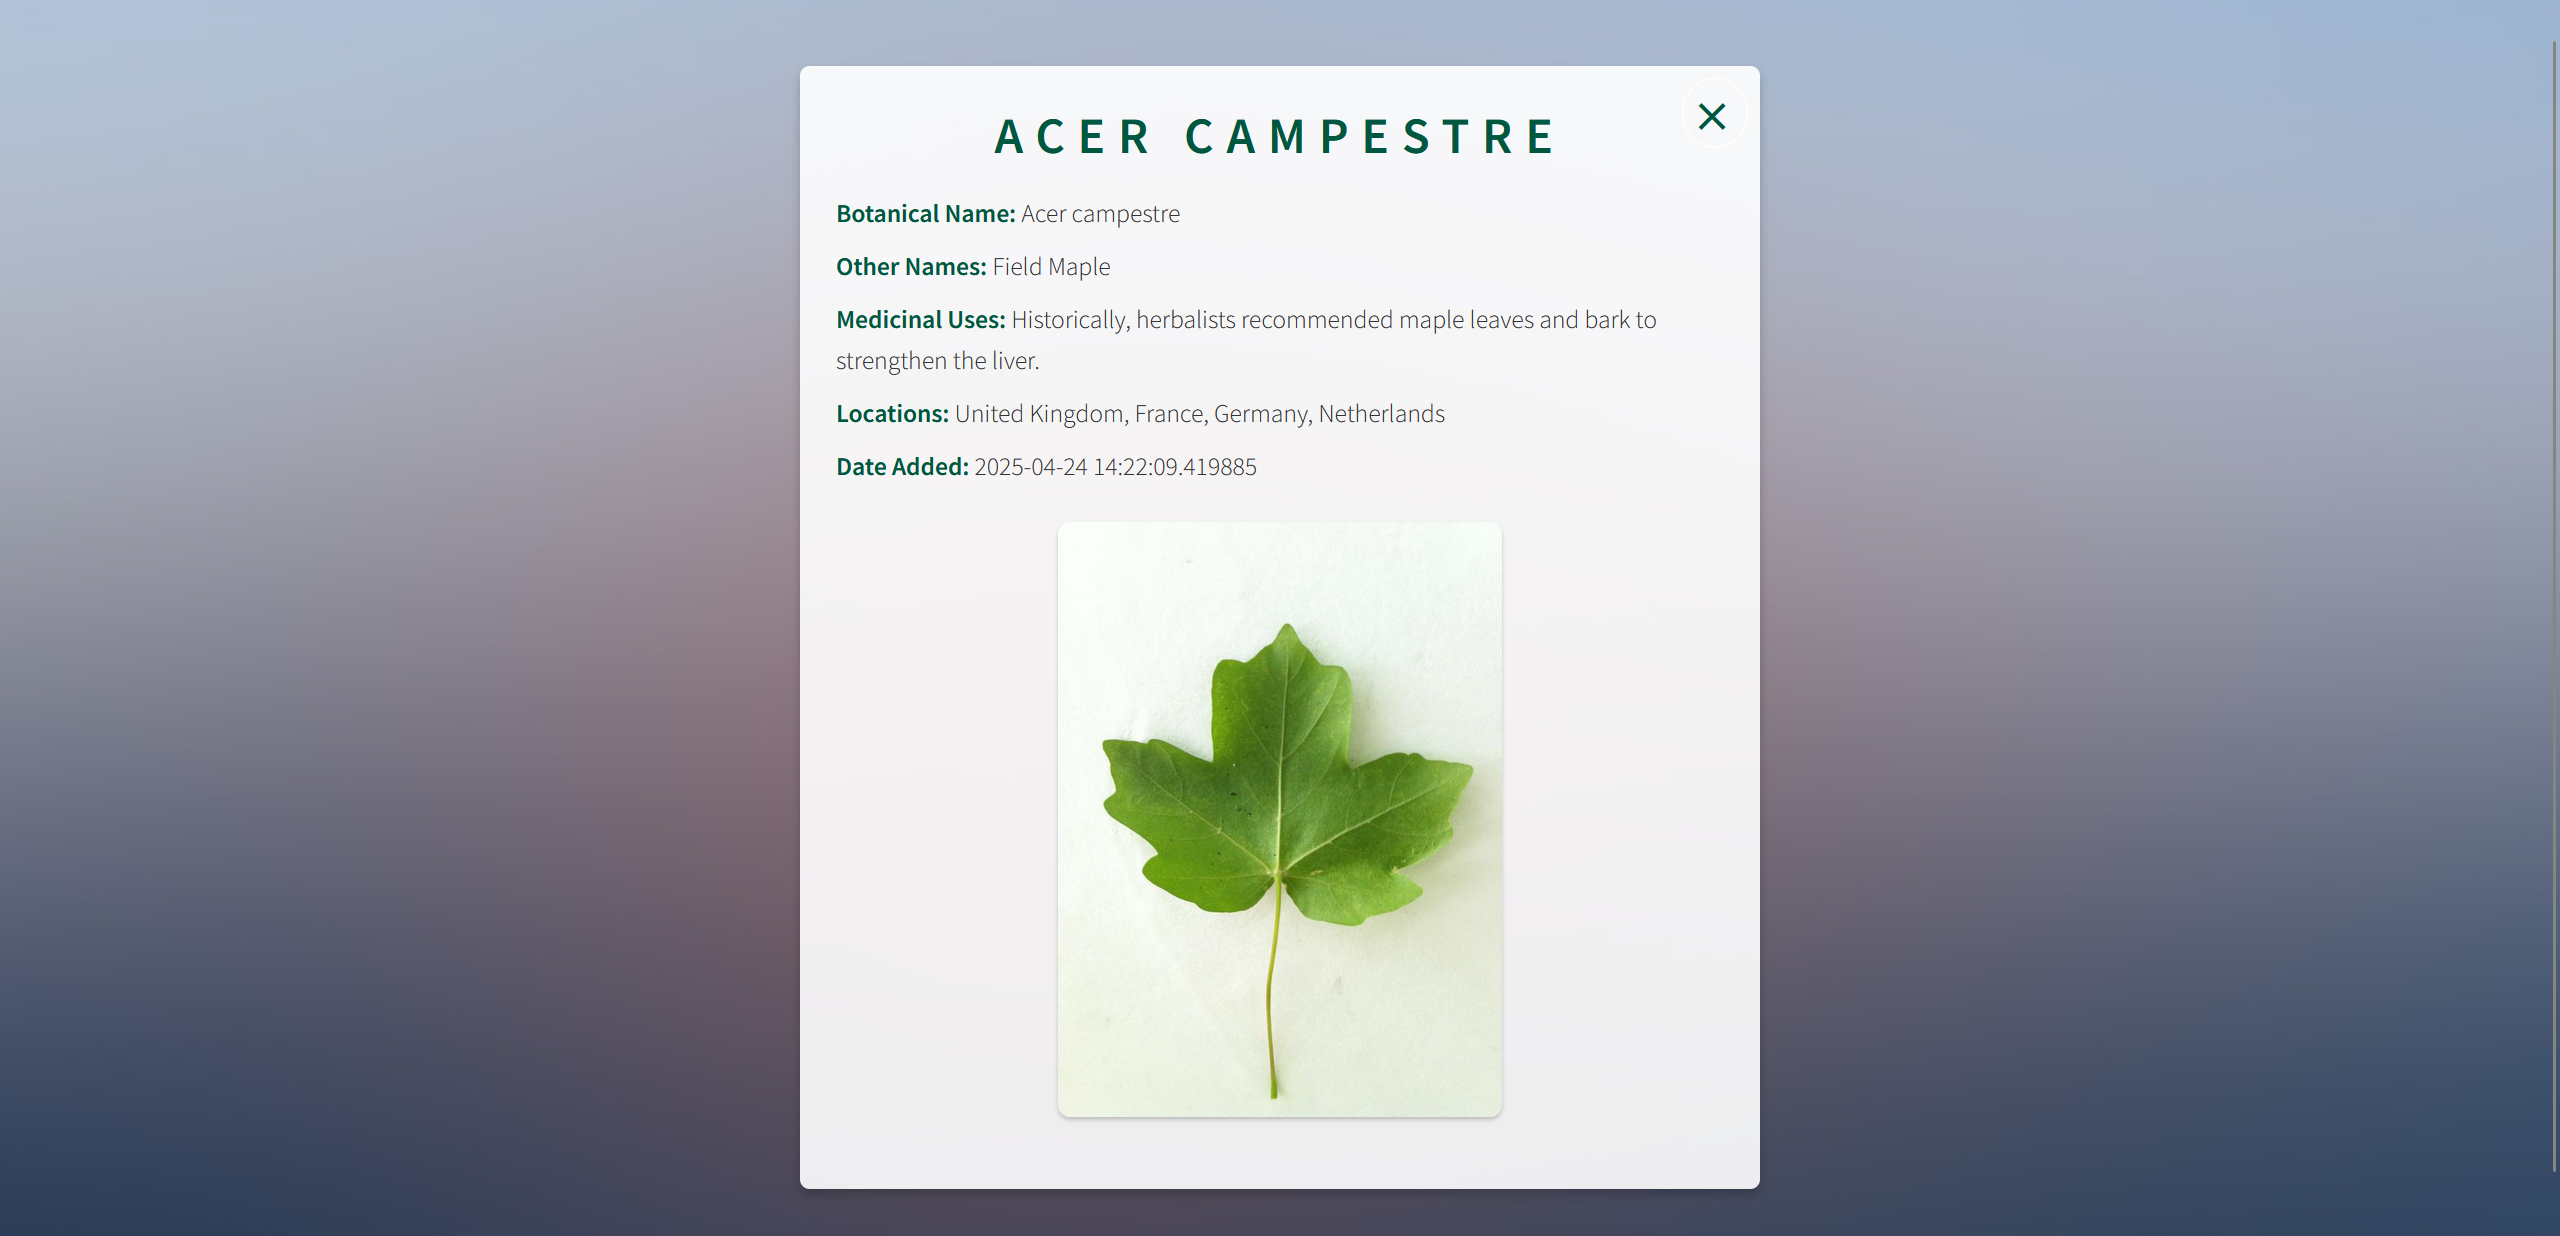 ACER CAMPESTRE
Botanical Name: Acer campestre
Other Names: Field Maple
Medicinal Uses: Historically, herbalists recommended maple leaves and bark to
strengthen the liver.
Locations: United Kingdom, France, Germany, Netherlands
Date Added: 2025-04-24 14:22:09.419885